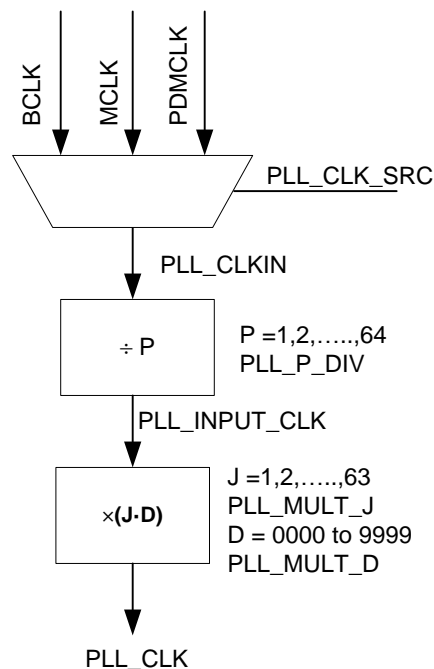 BCLK
MCLK
PDMCLK
PLL_CLK_SRC
PLL_CLKIN
÷ P
P =1,2,.....,64
PLL_P_DIV
PLL_INPUT_CLK
×(J·D)
J =1,2,.....,63
PLL_MULT_J
D = 0000 to 9999
PLL_MULT_D
PLL_CLK